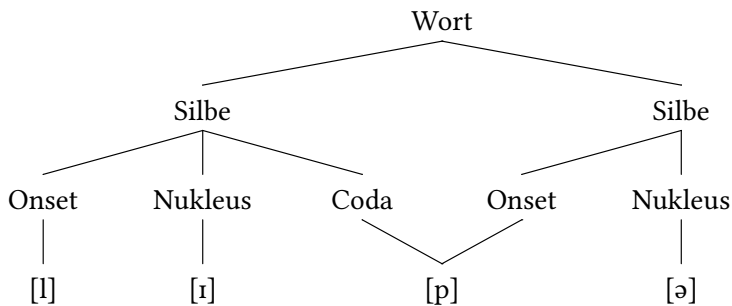 Wort
Silbe Silbe
Onset Nukleus Coda Onset Nukleus
[l] [ɪ] [p] [ə]